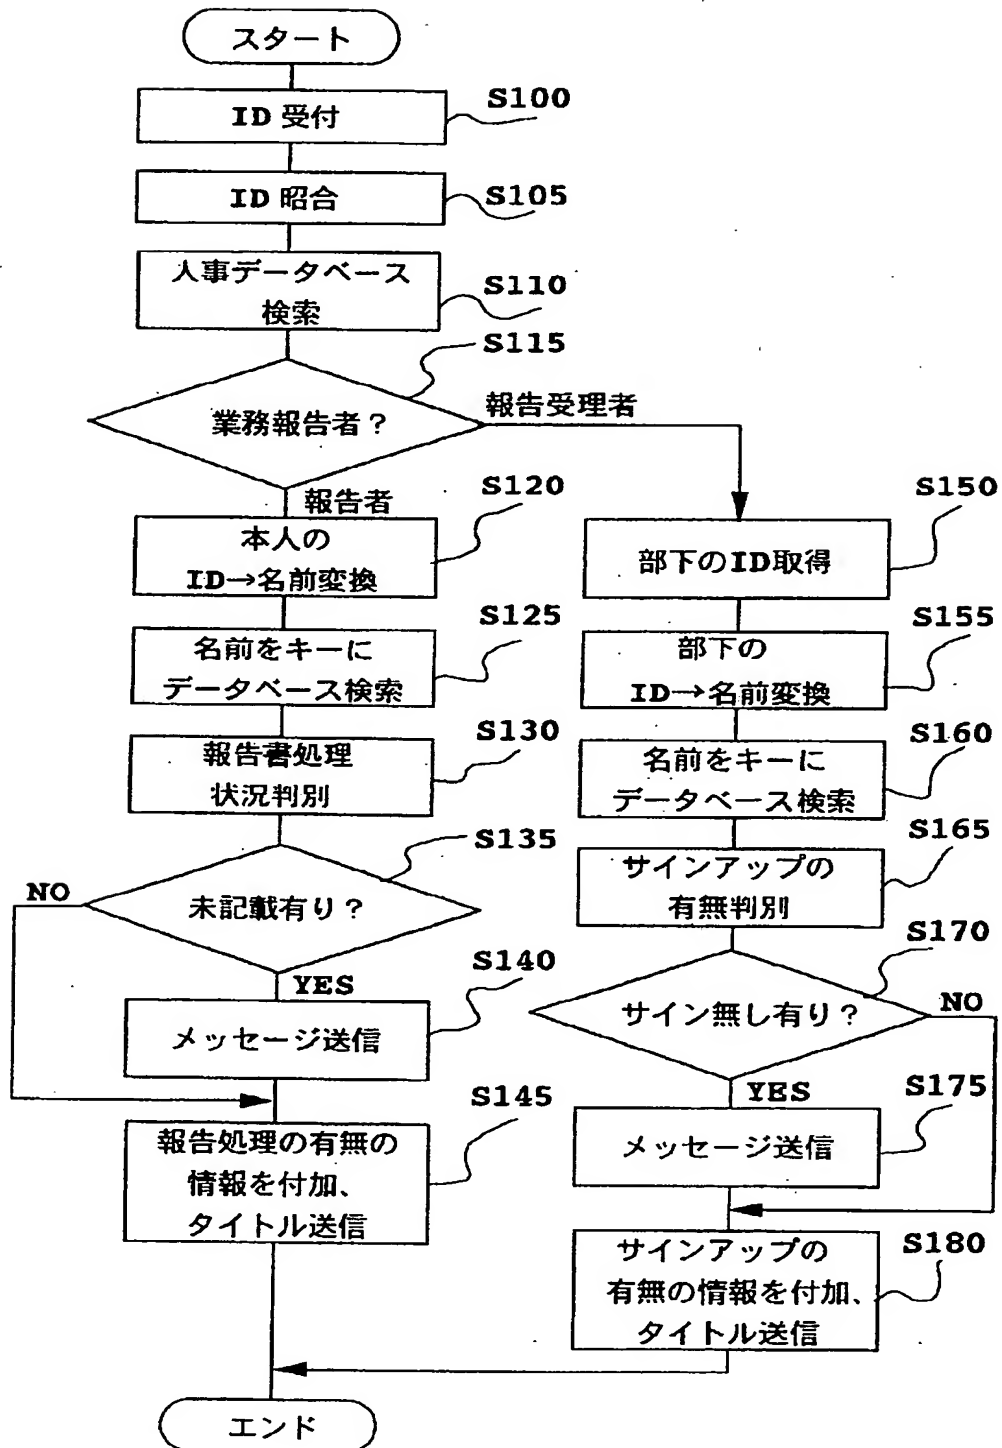 スタート
ID 受付
S100
ID 昭合
S105
人事データベース
検索
S110
S115
業務報告者?
報告受理者
報告者
本人の
ID→名前変換
S120
名前をキーに
データベース検索
S125
報告書処理
状況判別
S130
S135
未記載有り?
NO
YES
メッセージ送信
S140
報告処理の有無の
情報を付加、
タイトル送信
S145
部下のID取得
S150
部下の
ID→名前変換
S155
名前をキーに
データベース検索
S160
サインアップの
有無判別
S165
S170
サイン無し有り?
NO
YES
メッセージ送信
S175
サインアップの
有無の情報を付加、
タイトル送信
S180
エンド